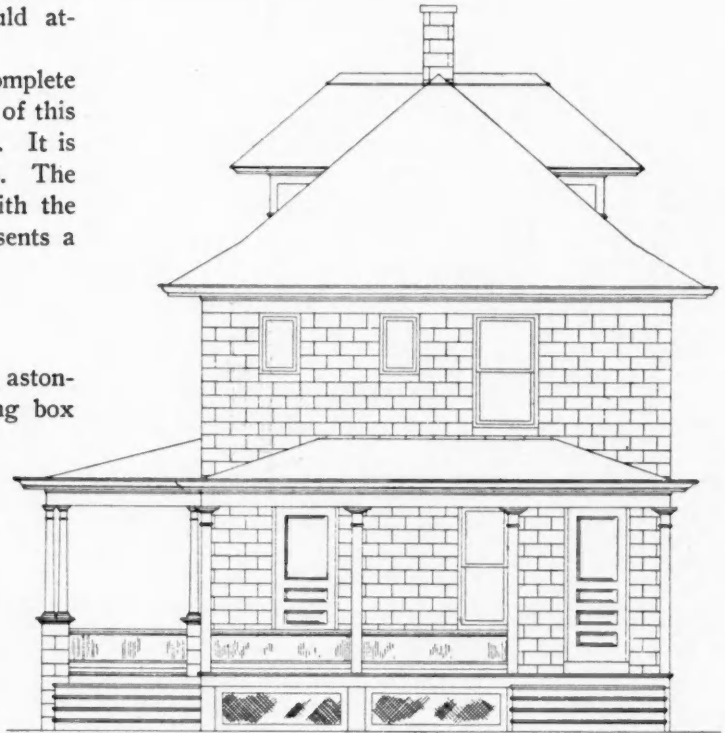 uld at-
omplete
of this
. It is
. The
ith the
sents a
aston-
ng box